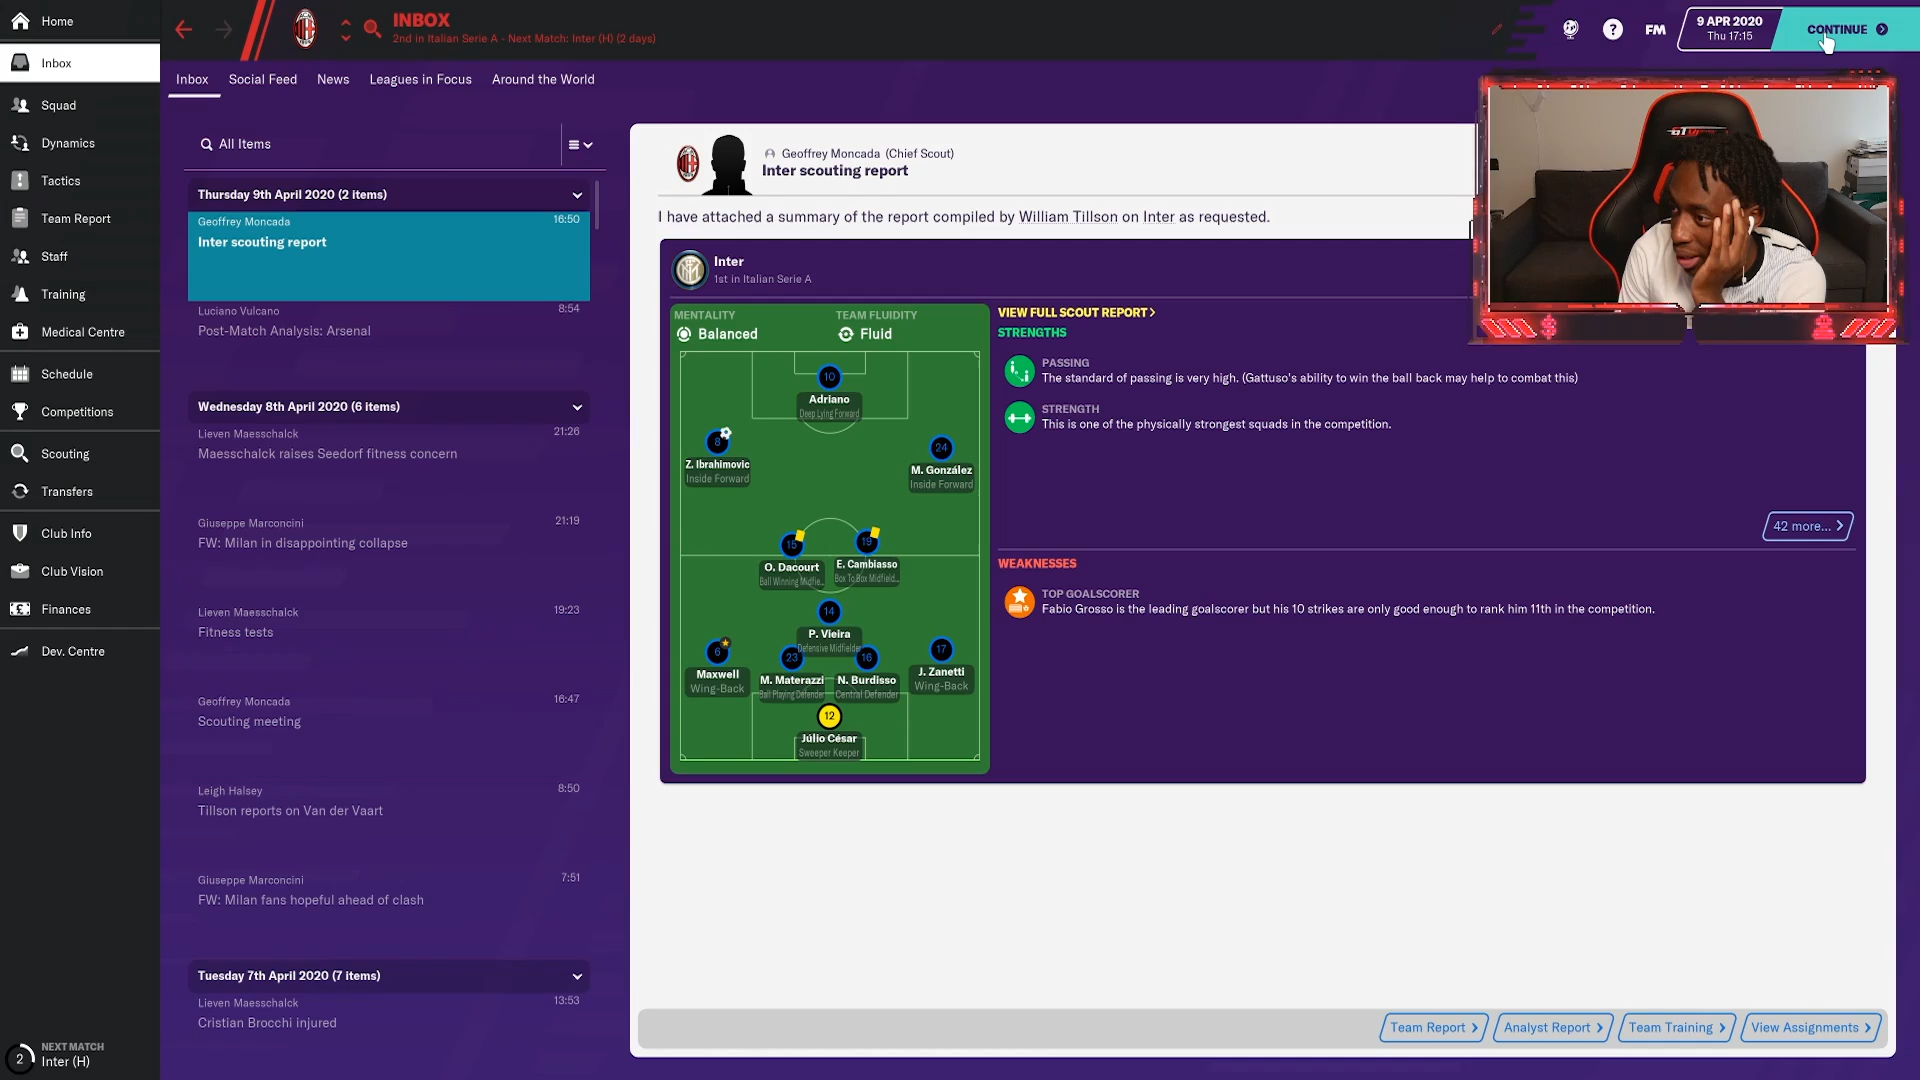 Home
Inbox
Squad
Dynamics
Tactics
Team Report
Staff
Training
Medical Centre
Schedule
Competitions
Scouting
Transfers
Club Info
Club Vision
Finances
Dev. Centre
2
NEXT MATCH
Inter (H)
INBOX
2nd in Italian Serie A - Next Match: Inter (H) (2 days)
FM
9 APR 2020
Thu 17:15
CONTINUE
Inbox
Social Feed
News
Leagues in Focus
Around the World
All Items
Thursday 9th April 2020 (2 items)
Geoffrey Moncada
16:50
Inter scouting report
Luciano Vulcano
8:54
Post-Match Analysis: Arsenal
Wednesday 8th April 2020 (6 items)
Lieven Maesschalck
21:26
Maesschalck raises Seedorf fitness concern
Giuseppe Marconcini
21:19
FW: Milan in disappointing collapse
Lieven Maesschalck
19:23
Fitness tests
Geoffrey Moncada
16:47
Scouting meeting
Leigh Halsey
8:50
Tillson reports on Van der Vaart
Giuseppe Marconcini
7:51
FW: Milan fans hopeful ahead of clash
Tuesday 7th April 2020 (7 items)
Lieven Maesschalck
13:53
Cristian Brocchi injured
Geoffrey Moncada (Chief Scout)
Inter scouting report
I have attached a summary of the report compiled by William Tillson on Inter as requested.
Inter
1st in Italian Serie A
MENTALITY
Balanced
TEAM FLUIDITY
Fluid
10
Adriano
Deep Lying Forward
8
Z. Ibrahimovic
Inside Forward
24
M. González
Inside Forward
15
O. Dacourt
Ball Winning Midfie...
19
E. Cambiasso
Box To Box Midfield...
14
P. Vieira
Defensive Midfielder
6
Maxwell
Wing-Back
23
M. Materazzi
Ball Playing Defender
16
N. Burdisso
Central Defender
17
J. Zanetti
Wing-Back
12
Júlio César
Sweeper Keeper
VIEW FULL SCOUT REPORT >
STRENGTHS
PASSING
The standard of passing is very high. (Gattuso's ability to win the ball back may help to combat this)
STRENGTH
This is one of the physically strongest squads in the competition.
42 more... >
WEAKNESSES
TOP GOALSCORER
Fabio Grosso is the leading goalscorer but his 10 strikes are only good enough to rank him 11th in the competition.
Team Report >
Analyst Report >
Team Training >
View Assignments >